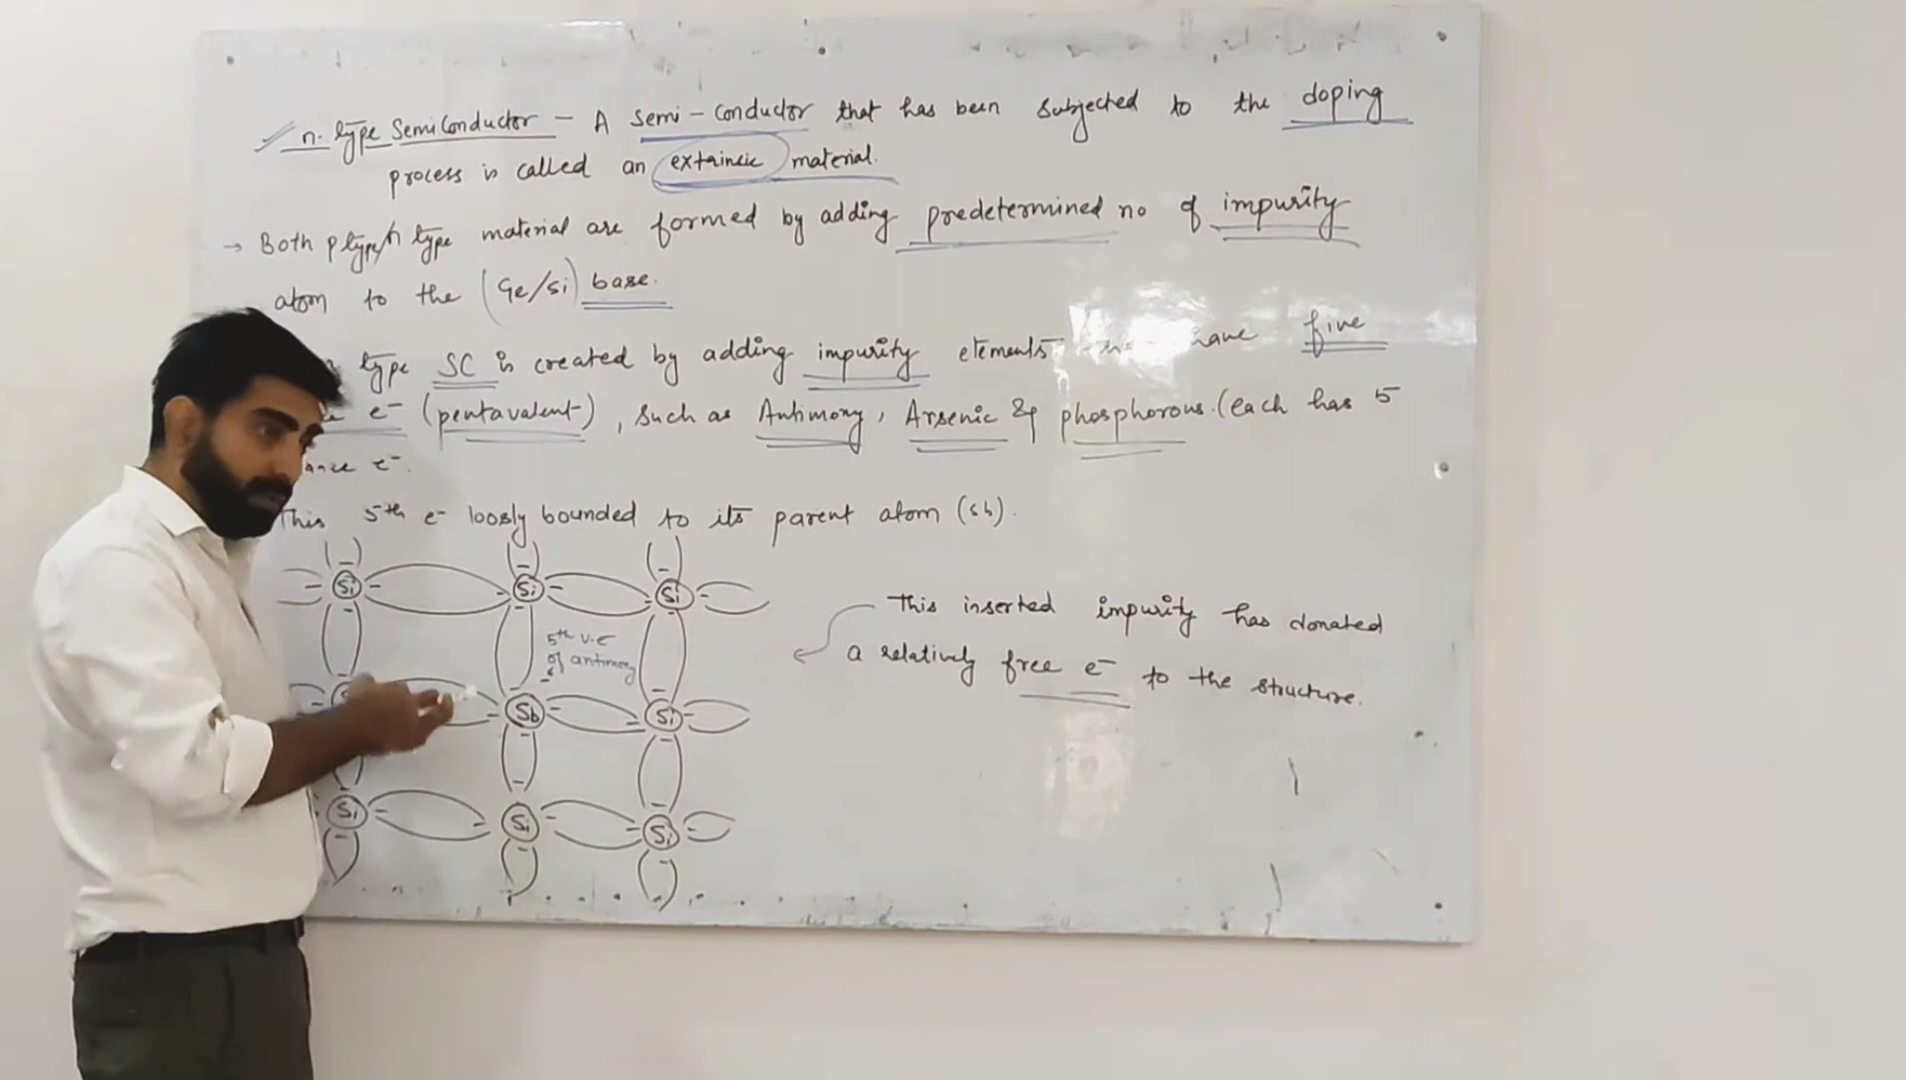 n-type SemiConductor - A Semi-conductor that has been subjected to the doping
process is called an extrinsic material.
→ Both p type/n type material are formed by adding predetermined no of impurity
atom to the (Ge/Si) base.
type SC is created by adding impurity elements have five
e- (pentavalent), such as Antimony, Arsenic & phosphorous. (each has 5
e-.
This 5th e- loosly bounded to its parent atom (Sb).
Si Si Si
5th v.e
of antimony
Sb Si
Si Si Si
This inserted impurity has donated
a relatively free e- to the structure.